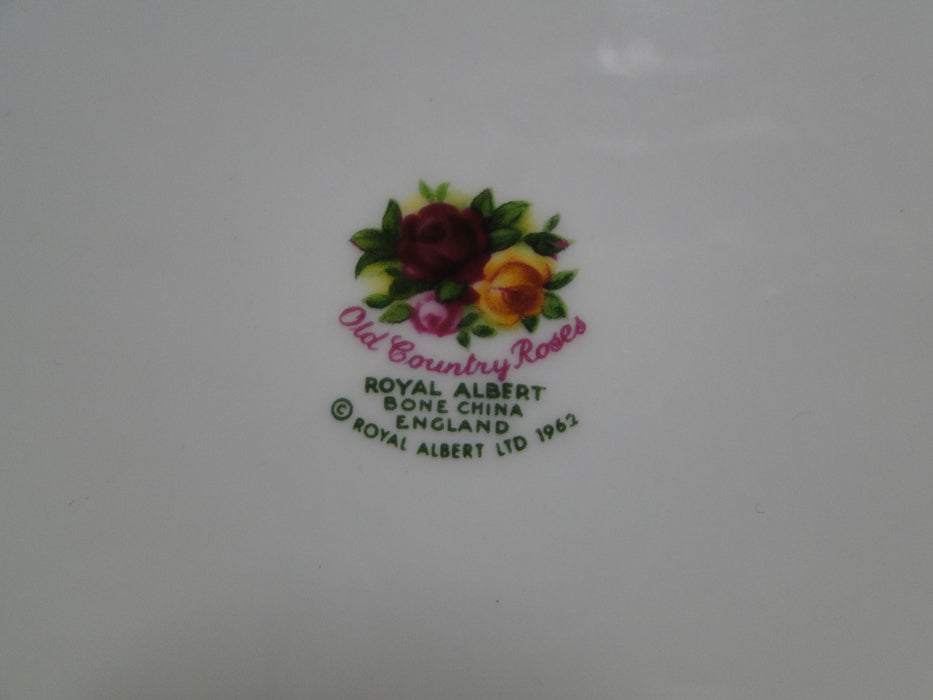 Old Country Roses
ROYAL ALBERT
BONE CHINA
ENGLAND
© ROYAL ALBERT LTD 1962